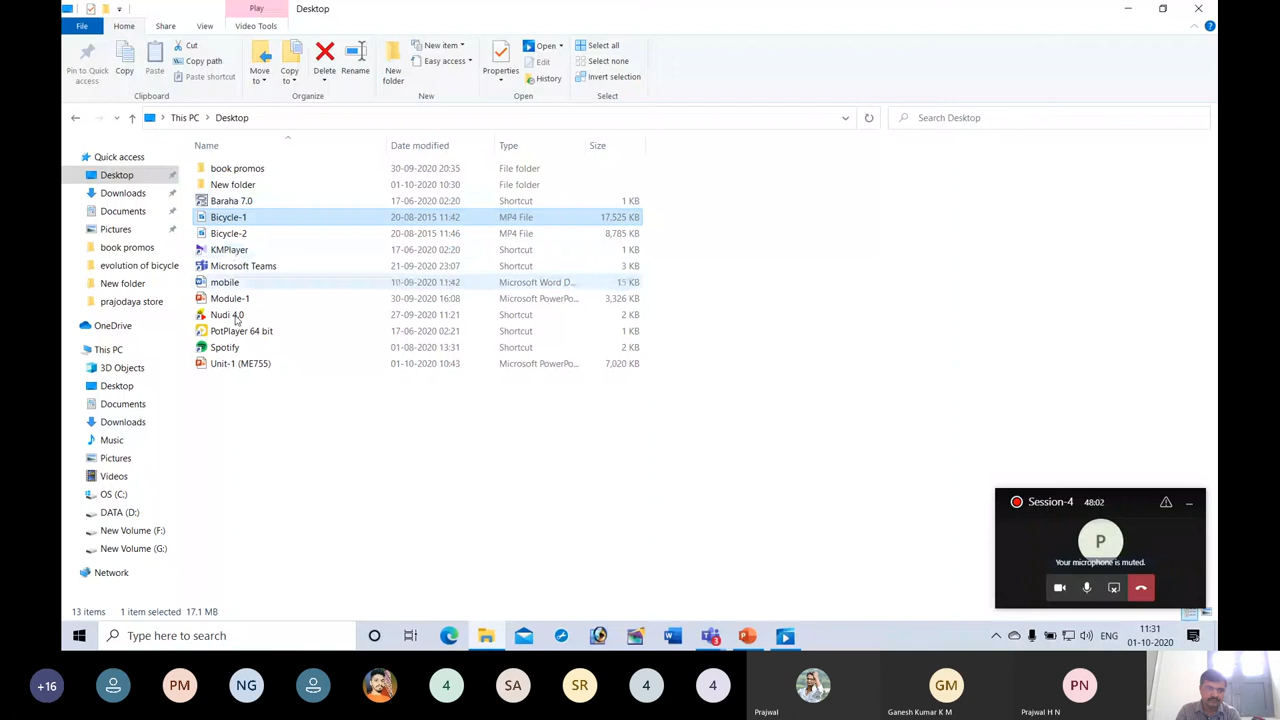 Play
Desktop
File
Home
Share
View
Video Tools
Pin to Quick access
Copy
Paste
Cut
Copy path
Paste shortcut
Clipboard
Move to
Copy to
Delete
Rename
Organize
New folder
New item
Easy access
New
Properties
Open
Edit
History
Open
Select all
Select none
Invert selection
Select
This PC
Desktop
Search Desktop
Quick access
Desktop
Downloads
Documents
Pictures
book promos
evolution of bicycle
New folder
prajodaya store
OneDrive
This PC
3D Objects
Desktop
Documents
Downloads
Music
Pictures
Videos
OS (C:)
DATA (D:)
New Volume (F:)
New Volume (G:)
Network
Name Date modified Type Size
book promos 30-09-2020 20:35 File folder
New folder 01-10-2020 10:30 File folder
Baraha 7.0 17-06-2020 02:20 Shortcut 1 KB
Bicycle-1 20-08-2015 11:42 MP4 File 17,525 KB
Bicycle-2 20-08-2015 11:46 MP4 File 8,785 KB
KMPlayer 17-06-2020 02:20 Shortcut 1 KB
Microsoft Teams 21-09-2020 23:07 Shortcut 3 KB
mobile 10-09-2020 11:42 Microsoft Word D... 15 KB
Module-1 30-09-2020 16:08 Microsoft PowerPo... 3,326 KB
Nudi 4.0 27-09-2020 11:21 Shortcut 2 KB
PotPlayer 64 bit 17-06-2020 02:21 Shortcut 1 KB
Spotify 01-08-2020 13:31 Shortcut 2 KB
Unit-1 (ME755) 01-10-2020 10:43 Microsoft PowerPo... 7,020 KB
Session-4 48:02
P
Your microphone is muted.
13 items 1 item selected 17.1 MB
Type here to search
3
ENG
11:31
01-10-2020
+16
PM
NG
4
SA
SR
4
4
Prajwal
GM
Ganesh Kumar K M
PN
Prajwal H N